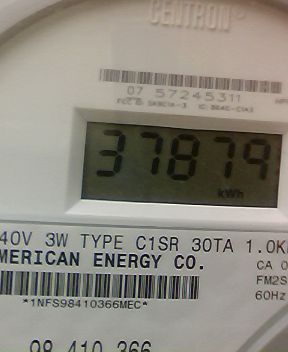 CENTRON®
07 57245311
37879
kWh
40V 3W TYPE C1SR 30TA 1.0K
MERICAN ENERGY CO.
CA 0
FM2S
60Hz
*1NFS98410366MEC*
98 410 366